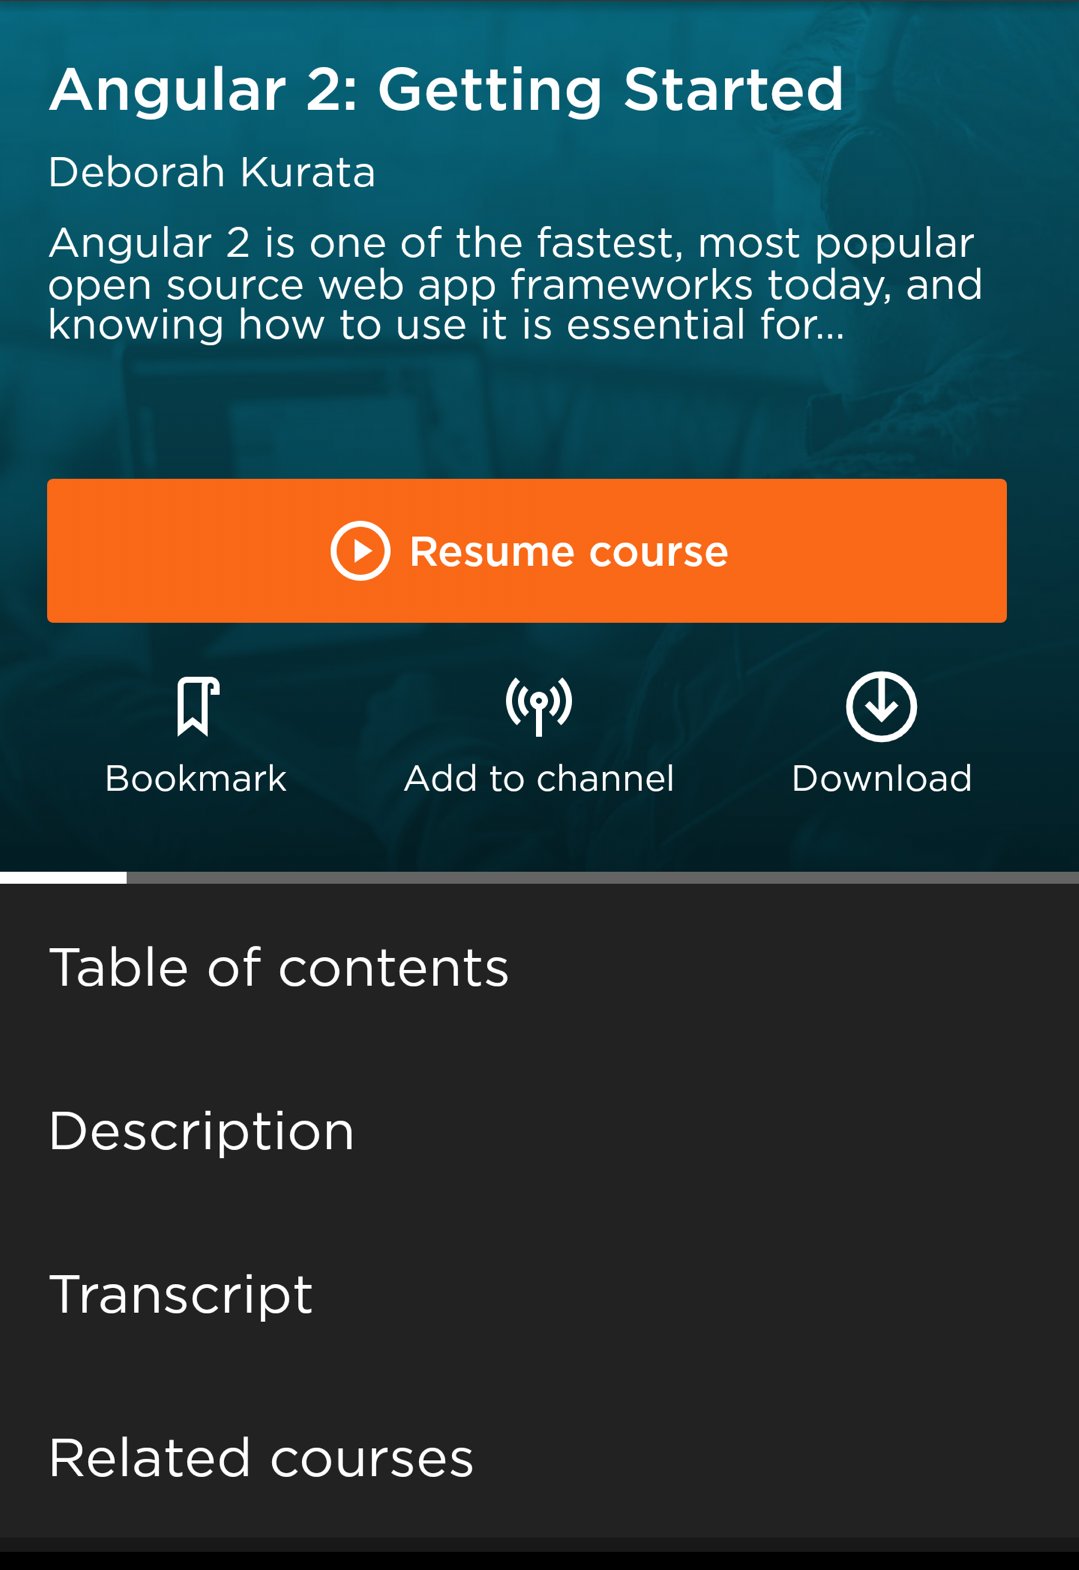 Angular 2: Getting Started
Deborah Kurata
Angular 2 is one of the fastest, most popular
open source web app frameworks today, and
knowing how to use it is essential for...
Resume course
Bookmark
Add to channel
Download
Table of contents
Description
Transcript
Related courses